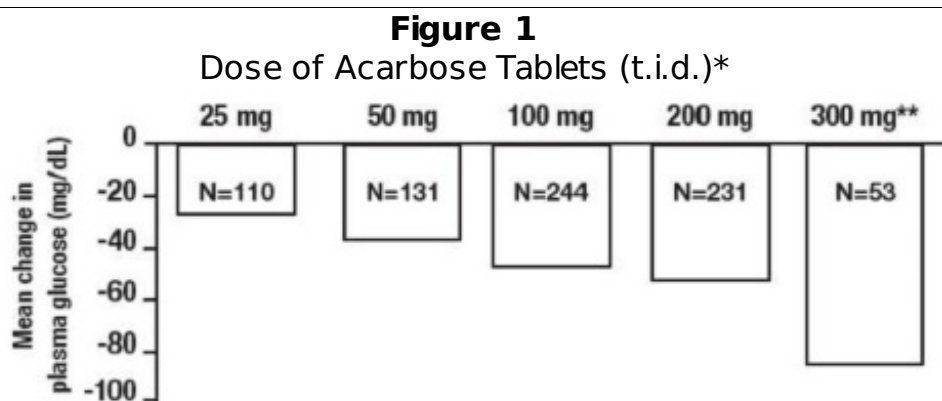 Figure 1
Dose of Acarbose Tablets (t.i.d.)*
25 mg 50 mg 100 mg 200 mg 300 mg**
0
-20
-40
-60
-80
-100
Mean change in
plasma glucose (mg/dL)
N=110 N=131 N=244 N=231 N=53